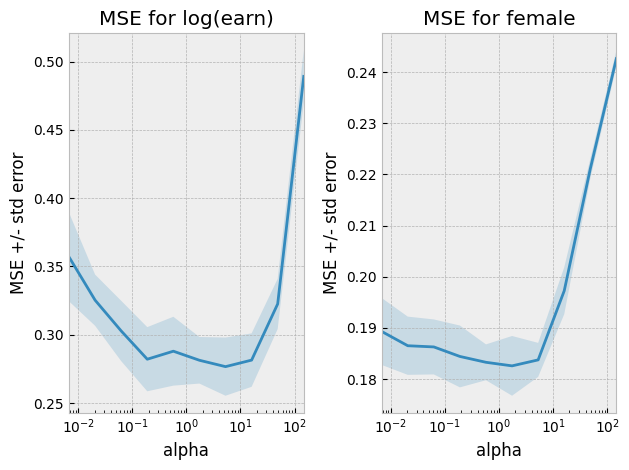 MSE for log(earn)
MSE +/- std error
0.50
0.45
0.40
0.35
0.30
0.25
10⁻² 10⁻¹ 10⁰ 10¹ 10²
alpha
MSE for female
MSE +/- std error
0.24
0.23
0.22
0.21
0.20
0.19
0.18
10⁻² 10⁻¹ 10⁰ 10¹ 10²
alpha